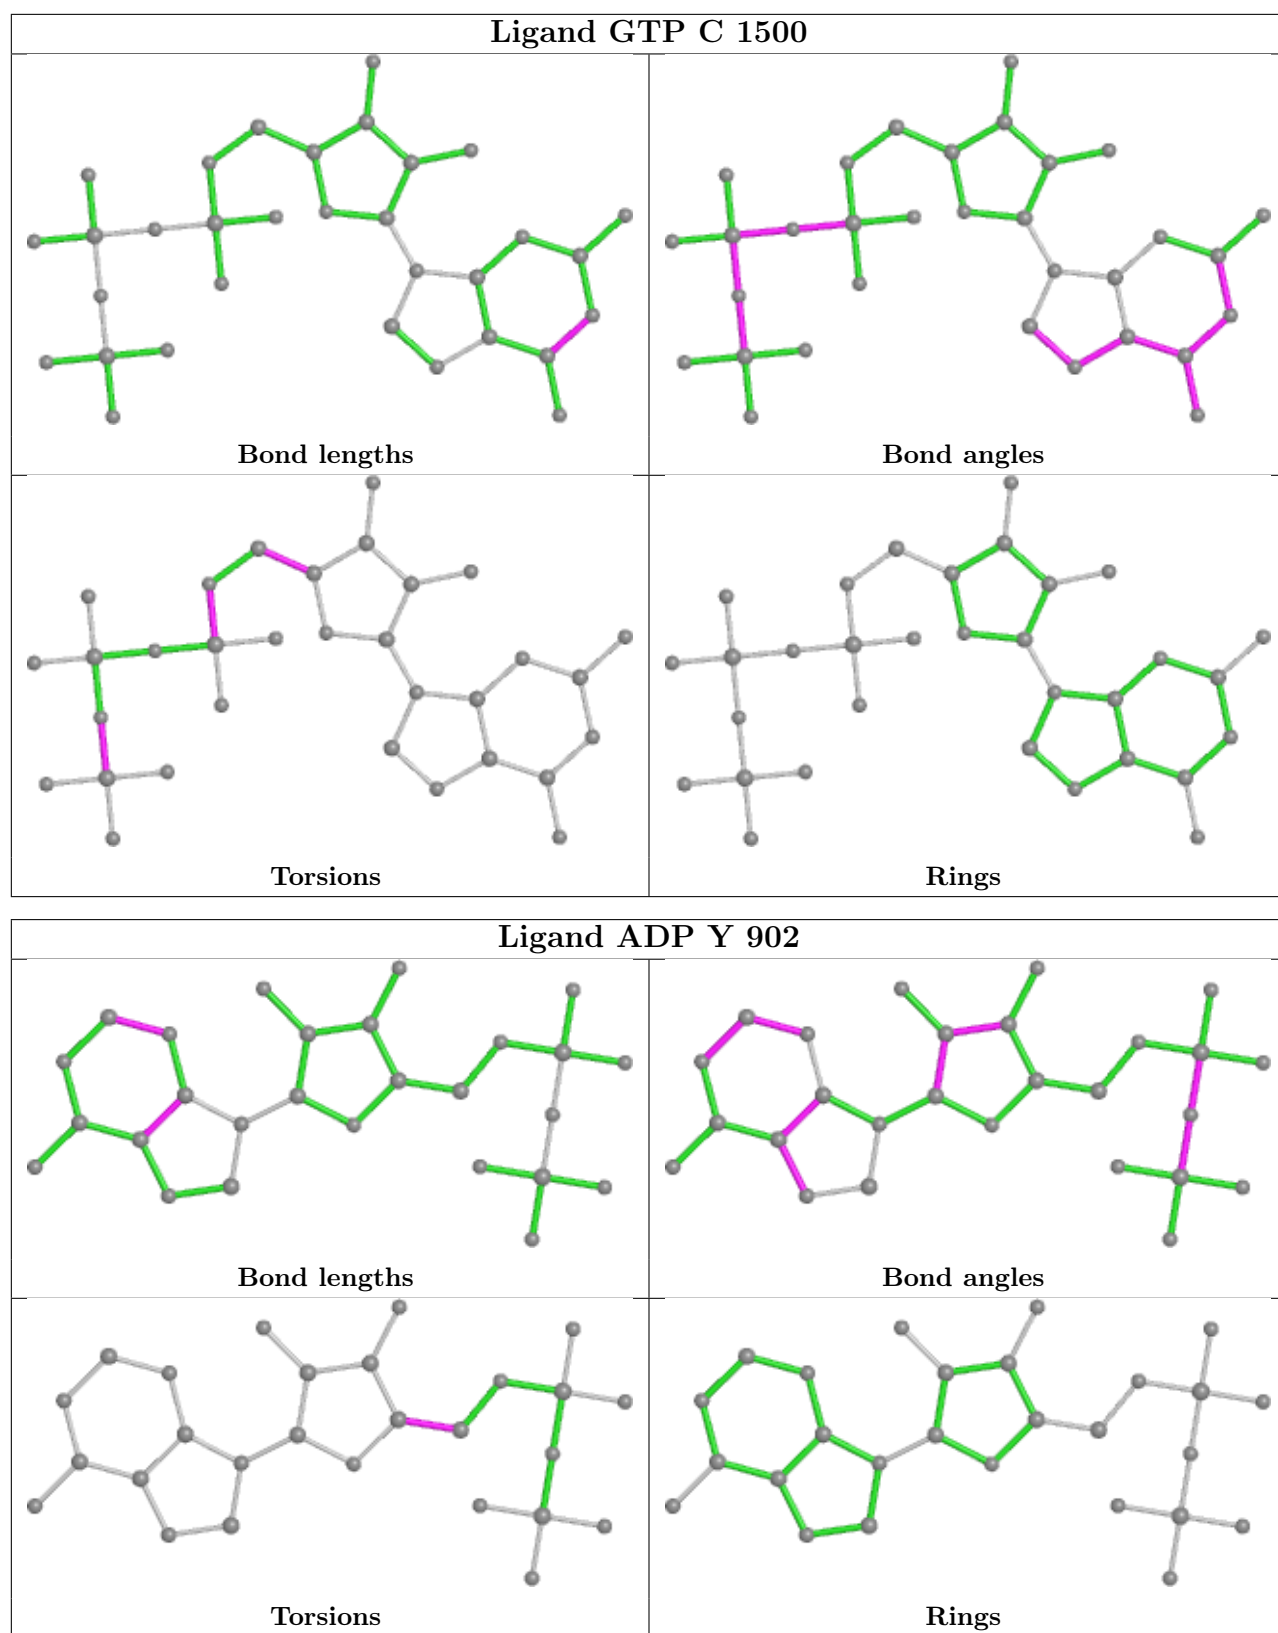 Ligand GTP C 1500
Bond lengths
Bond angles
Torsions
Rings
Ligand ADP Y 902
Bond lengths
Bond angles
Torsions
Rings